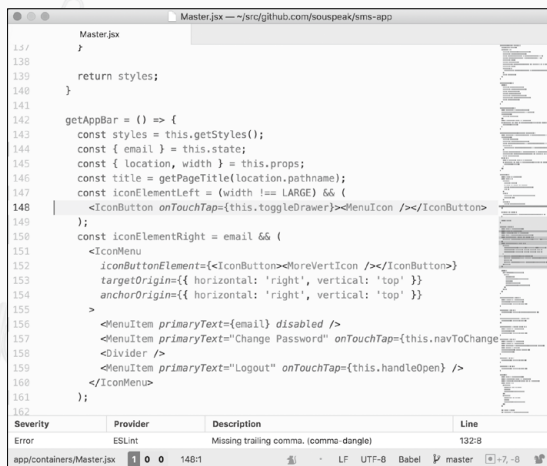 Master.jsx — ~/src/github.com/souspeak/sms-app
Master.jsx
137 }
138
139 return styles;
140 }
141
142 getAppBar = () => {
143 const styles = this.getStyles();
144 const { email } = this.state;
145 const { location, width } = this.props;
146 const title = getPageTitle(location.pathname);
147 const iconElementLeft = (width !== LARGE) && (
148 <IconButton onTouchTap={this.toggleDrawer}><MenuIcon /></IconButton>
149 );
150 const iconElementRight = email && (
151 <IconMenu
152 iconButtonElement={<IconButton><MoreVertIcon /></IconButton>}
153 targetOrigin={{ horizontal: 'right', vertical: 'top' }}
154 anchorOrigin={{ horizontal: 'right', vertical: 'top' }}
155 >
156 <MenuItem primaryText={email} disabled />
157 <MenuItem primaryText="Change Password" onTouchTap={this.navToChange
158 <Divider />
159 <MenuItem primaryText="Logout" onTouchTap={this.handleOpen} />
160 </IconMenu>
161 );
162
Severity Provider Description Line
Error ESLint Missing trailing comma. (comma-dangle) 132:8
app/containers/Master.jsx 1 0 0 148:1 LF UTF-8 Babel master +7, -8